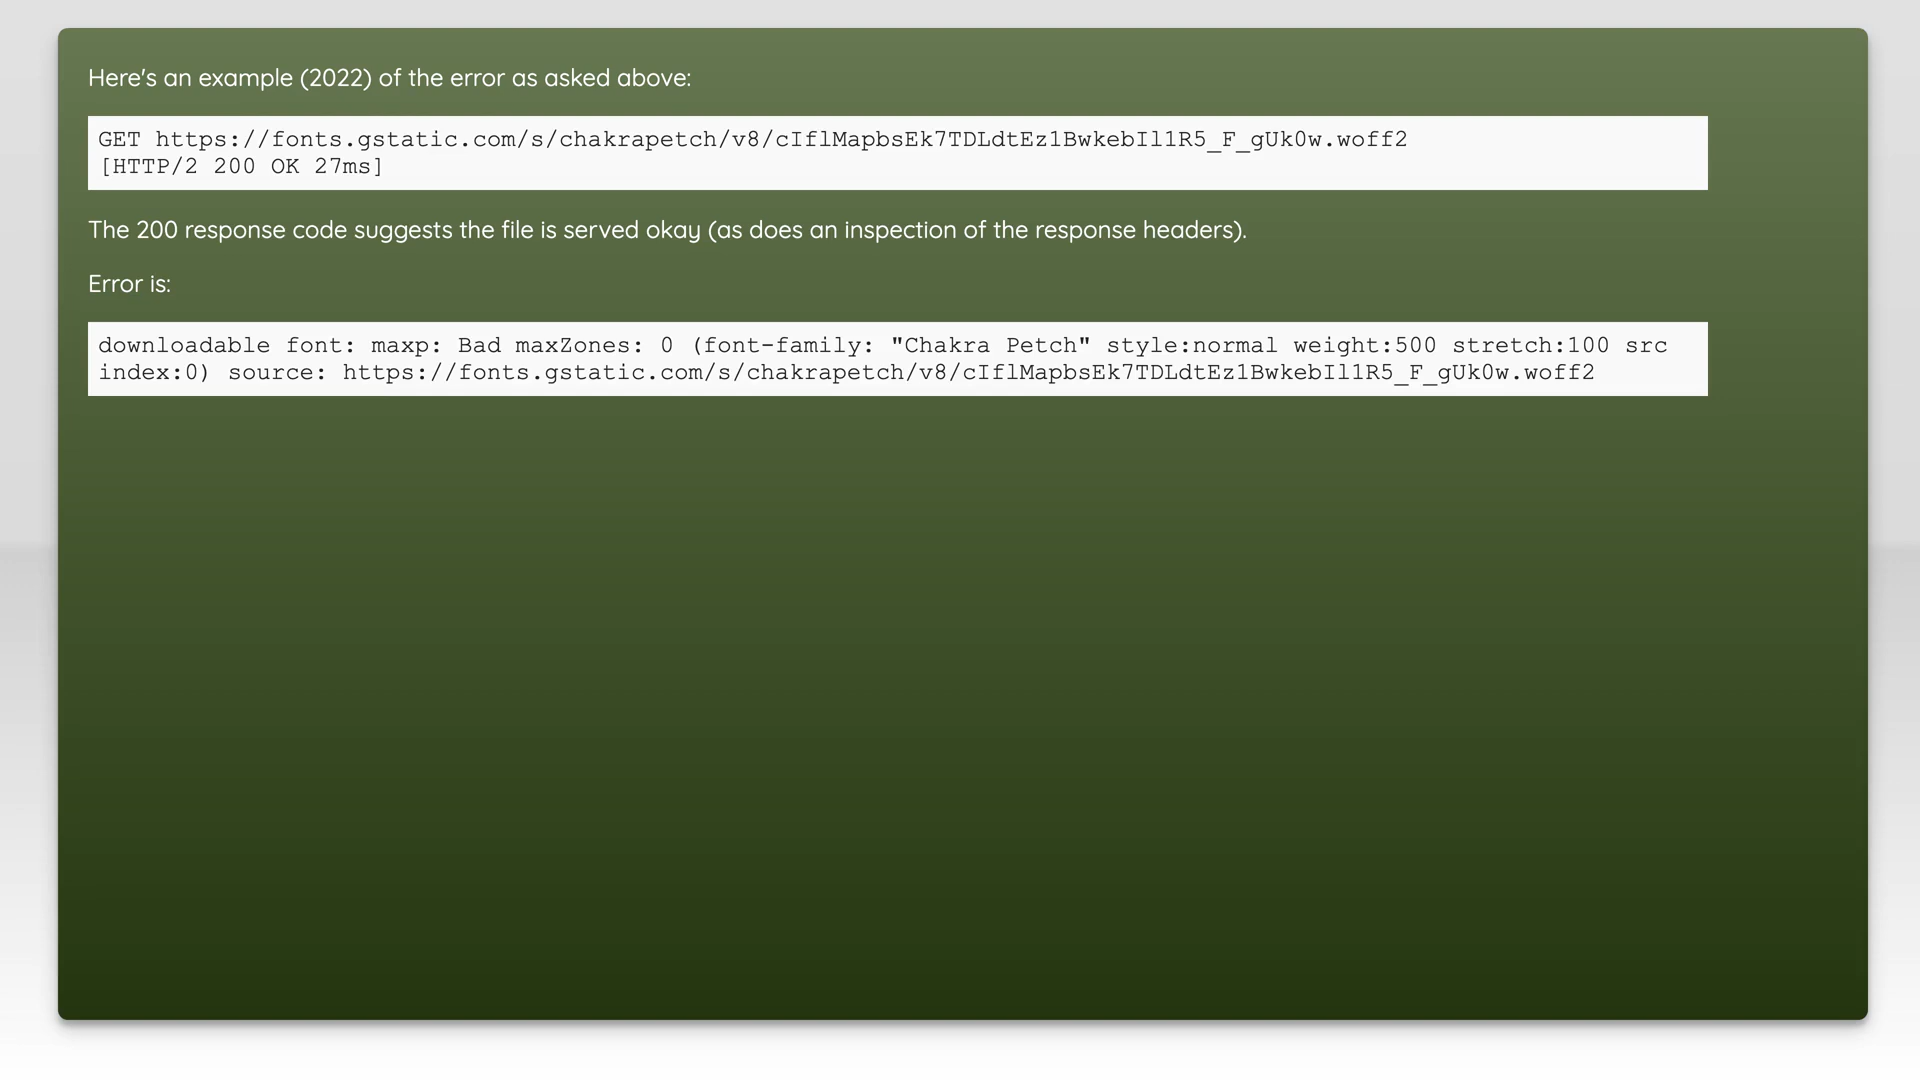 Here's an example (2022) of the error as asked above:
GET https://fonts.gstatic.com/s/chakrapetch/v8/cIflMapbsEk7TDLdtEz1BwkebIl1R5_F_gUk0w.woff2
[HTTP/2 200 OK 27ms]
The 200 response code suggests the file is served okay (as does an inspection of the response headers).
Error is:
downloadable font: maxp: Bad maxZones: 0 (font-family: "Chakra Petch" style:normal weight:500 stretch:100 src
index:0) source: https://fonts.gstatic.com/s/chakrapetch/v8/cIflMapbsEk7TDLdtEz1BwkebIl1R5_F_gUk0w.woff2